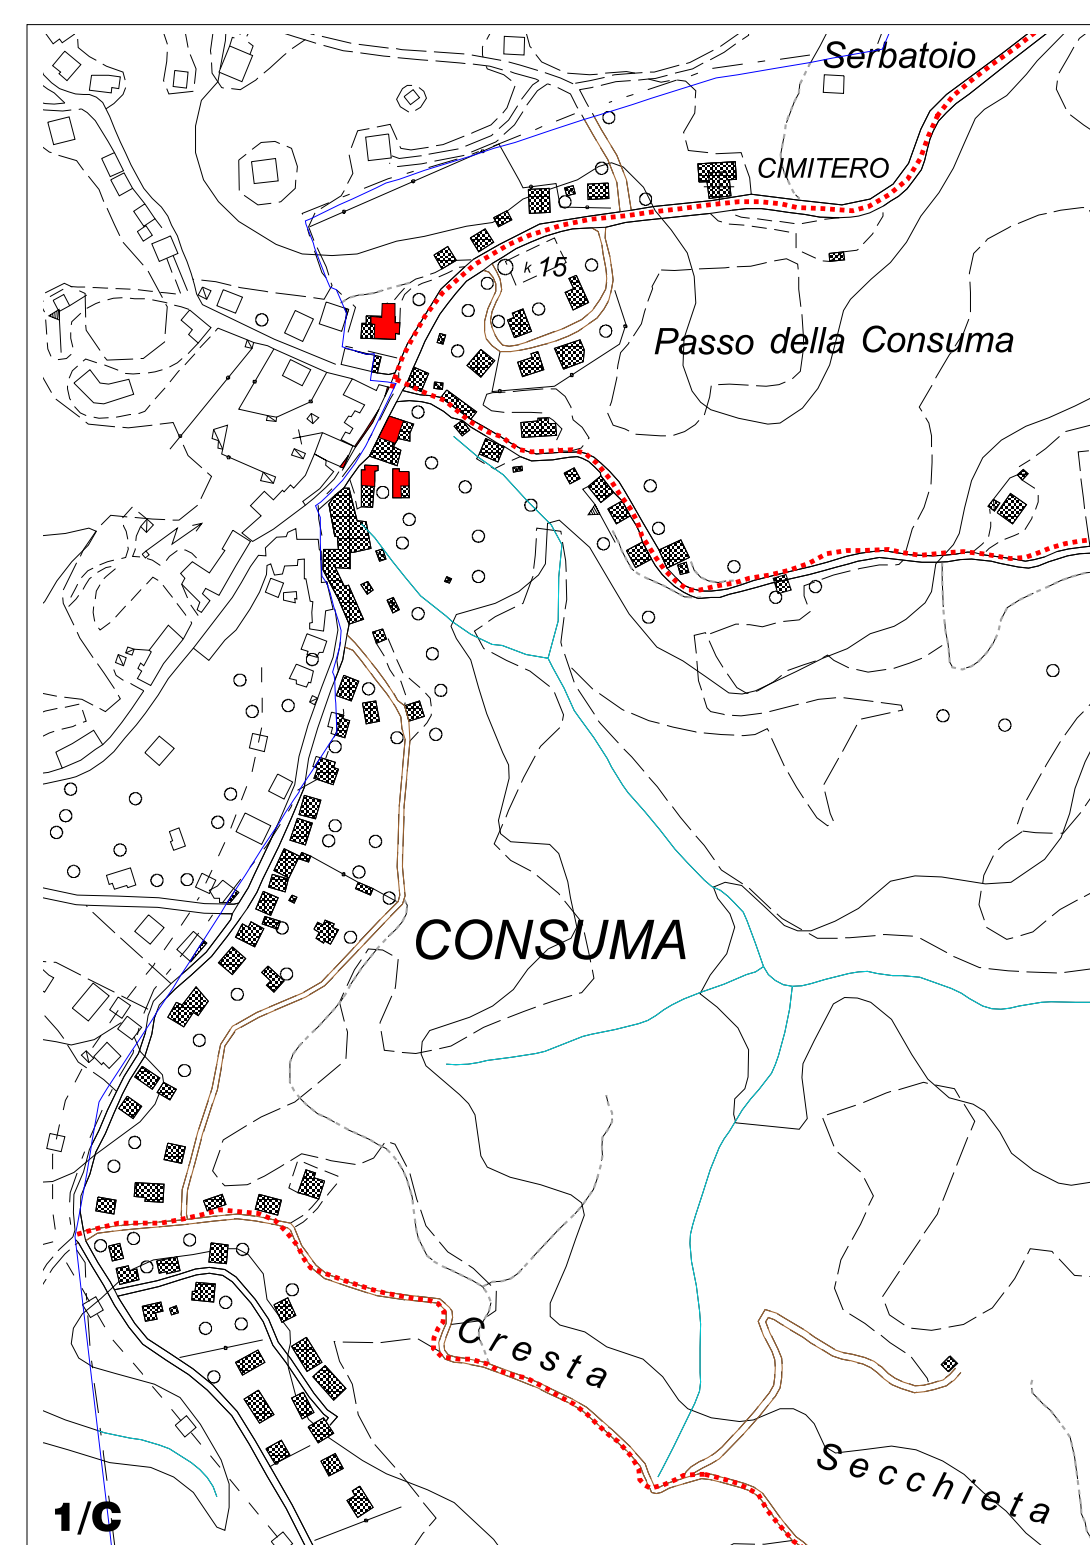 Serbatoio
CIMITERO
k 15
Passo della Consuma
CONSUMA
Cresta
Secchieta
1/C